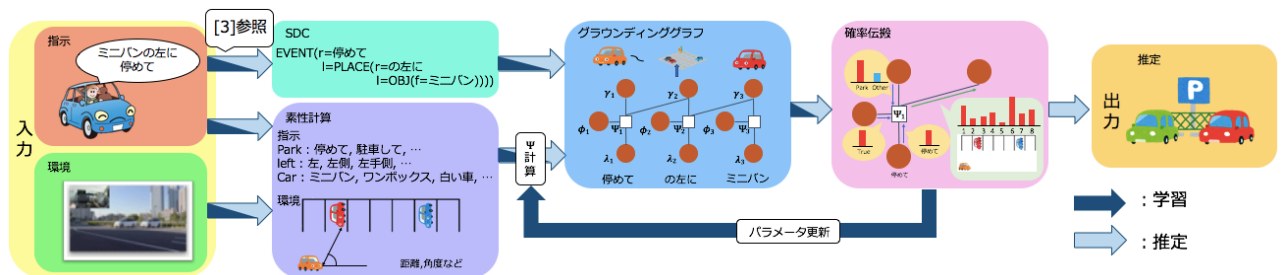 入力
指示
ミニバンの左に
停めて
環境
[3]参照
SDC
EVENT(r=停めて
l=PLACE(r=の左に
l=OBJ(f=ミニバン))))
素性計算
指示
Park : 停めて, 駐車して, …
left : 左, 左側, 左手側, …
Car : ミニバン, ワンボックス, 白い車, …
環境
距離,角度など
Ψ計算
グラウンディンググラフ
γ₁ γ₂ γ₃
ϕ₁ Ψ₁ ϕ₂ Ψ₂ ϕ₃ Ψ₃
λ₁ λ₂ λ₃
停めて の左に ミニバン
確率伝搬
Park Other
Ψ₁
True
停めて
停めて
1 2 3 4 5 6 7 8
パラメータ更新
出力
推定
P
: 学習
: 推定